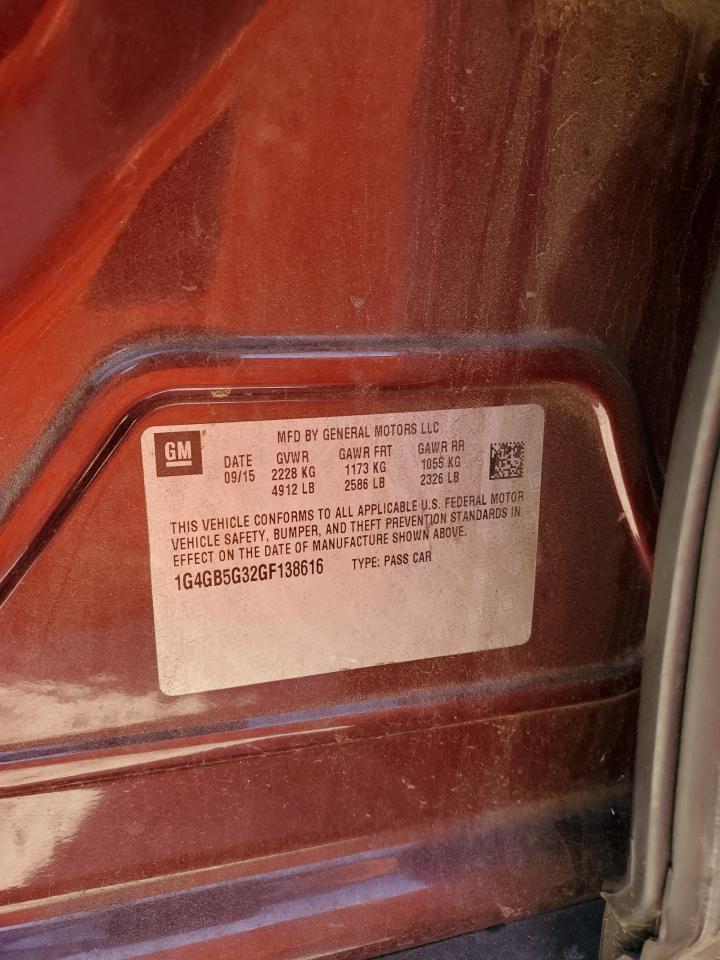 GM
MFD BY GENERAL MOTORS LLC
DATE GVWR GAWR FRT GAWR RR
09/15 2228 KG 1173 KG 1055 KG
4912 LB 2586 LB 2326 LB
THIS VEHICLE CONFORMS TO ALL APPLICABLE U.S. FEDERAL MOTOR
VEHICLE SAFETY, BUMPER, AND THEFT PREVENTION STANDARDS IN
EFFECT ON THE DATE OF MANUFACTURE SHOWN ABOVE.
1G4GB5G32GF138616 TYPE: PASS CAR